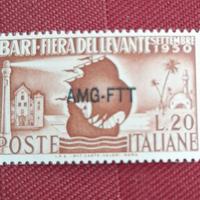 BARI·FIERA DEL LEVANTE SETTEMBRE 1950
AMG-FTT
L.20
POSTE ITALIANE